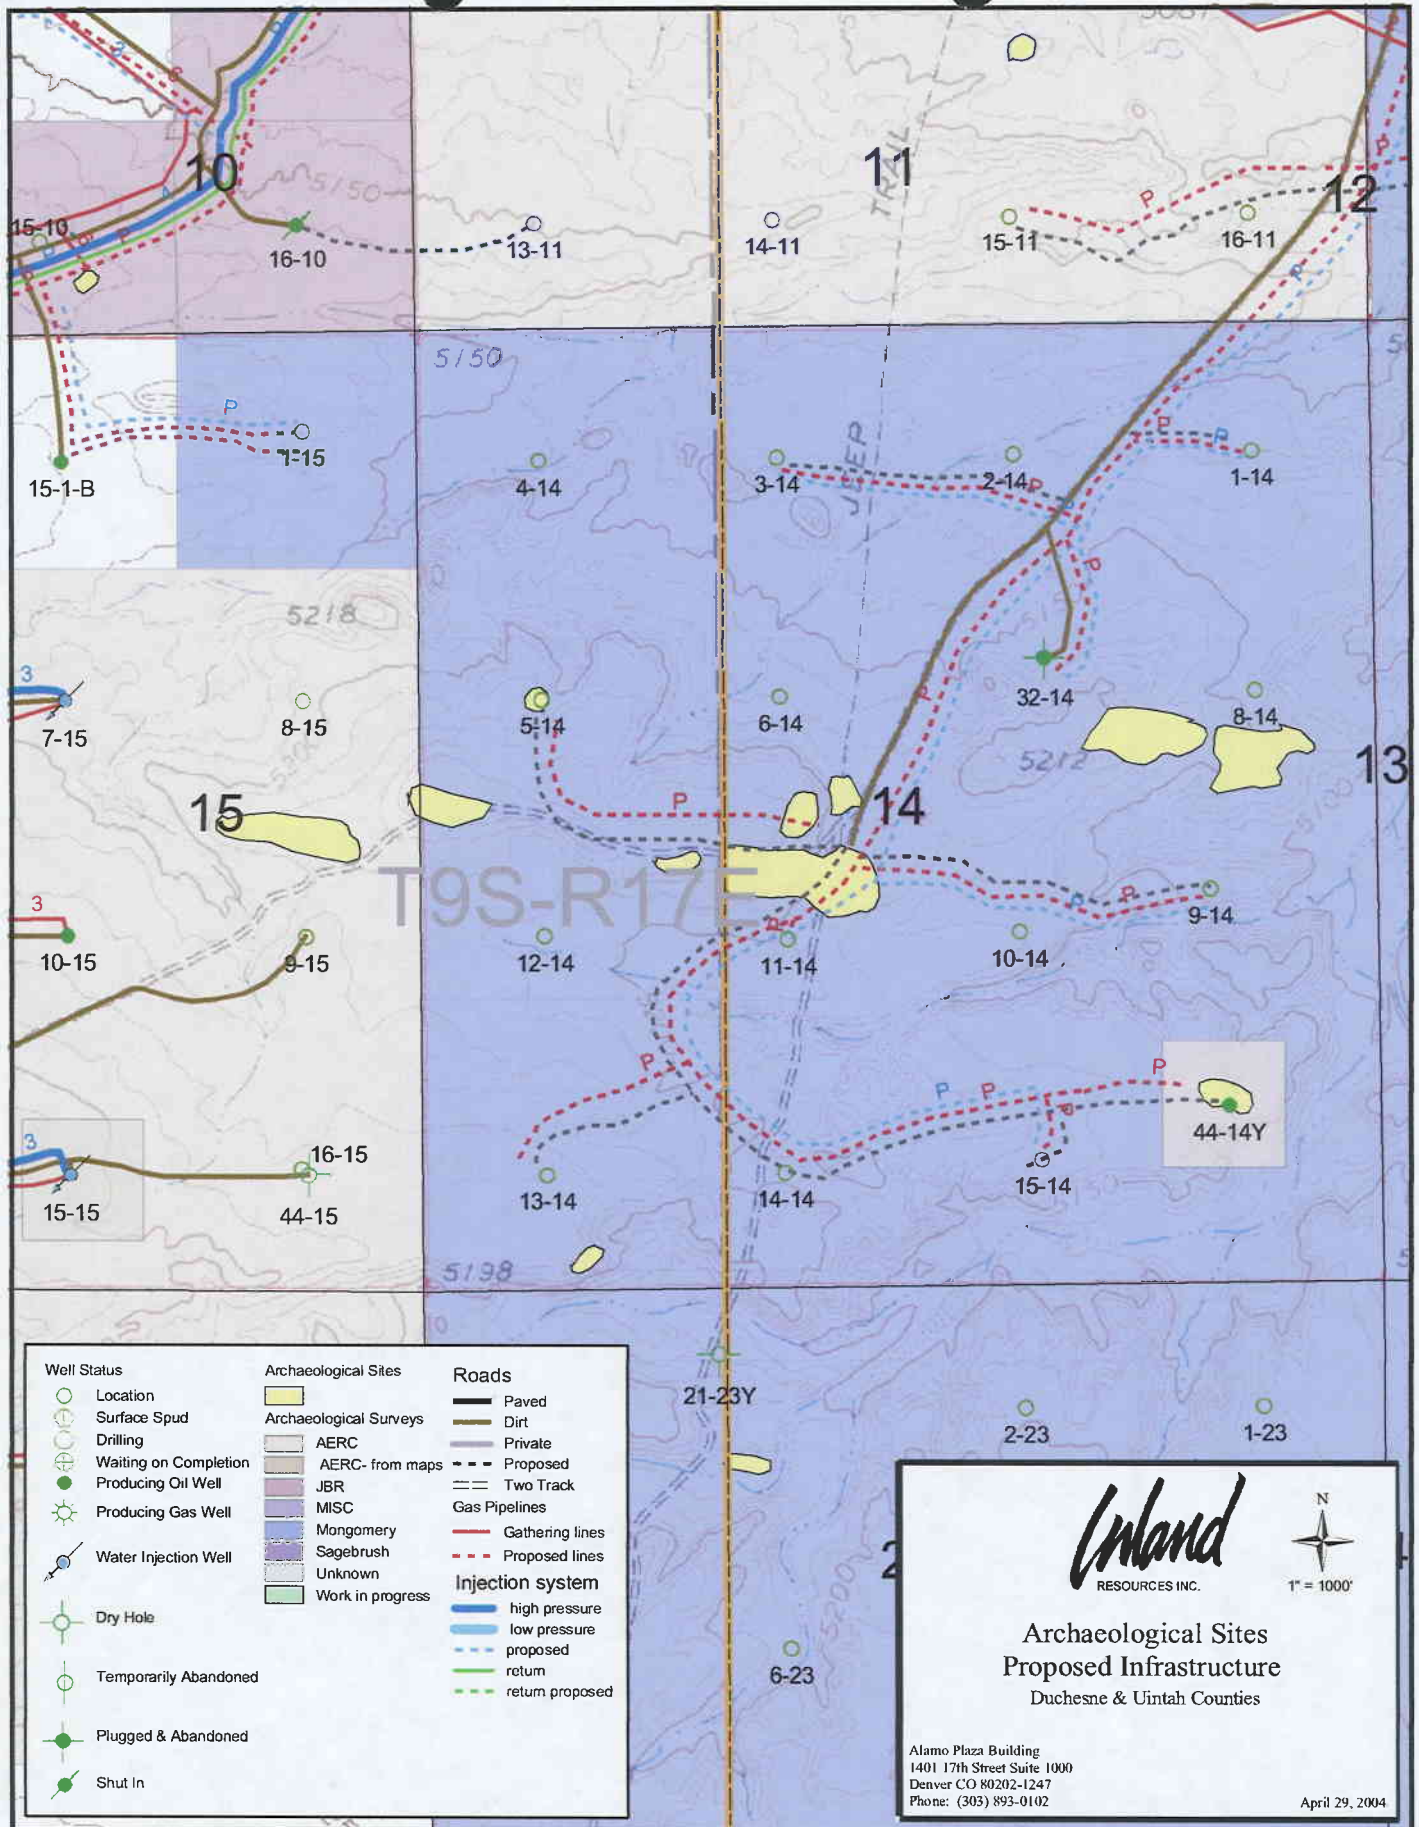 5081
3
3
P
10
5150
TRAIL
11
P
P
12
15-10
P
P
16-10
13-11
14-11
15-11
16-11
P
5150
P
15-1-B
1-15
4-14
3-14
JEEP
2-14
P
P
P
1-14
P
5218
3
7-15
8-15
5-14
6-14
P
32-14
8-14
5212
13
15
P
14
5100
T9S-R17E
3
10-15
9-15
12-14
P
11-14
10-14
P
P
9-14
P
P
P
P
P
44-14Y
3
15-15
16-15
44-15
13-14
14-14
15-14
5198
21-23Y
2-23
1-23
5200
6-23
2
Well Status
Location
Surface Spud
Drilling
Waiting on Completion
Producing Oil Well
Producing Gas Well
Water Injection Well
Dry Hole
Temporarily Abandoned
Plugged & Abandoned
Shut In
Archaeological Sites
Archaeological Surveys
AERC
AERC- from maps
JBR
MISC
Mongomery
Sagebrush
Unknown
Work in progress
Roads
Paved
Dirt
Private
Proposed
Two Track
Gas Pipelines
Gathering lines
Proposed lines
Injection system
high pressure
low pressure
proposed
return
return proposed
Inland
RESOURCES INC.
N
1" = 1000'
Archaeological Sites
Proposed Infrastructure
Duchesne & Uintah Counties
Alamo Plaza Building
1401 17th Street Suite 1000
Denver CO 80202-1247
Phone: (303) 893-0102
April 29, 2004